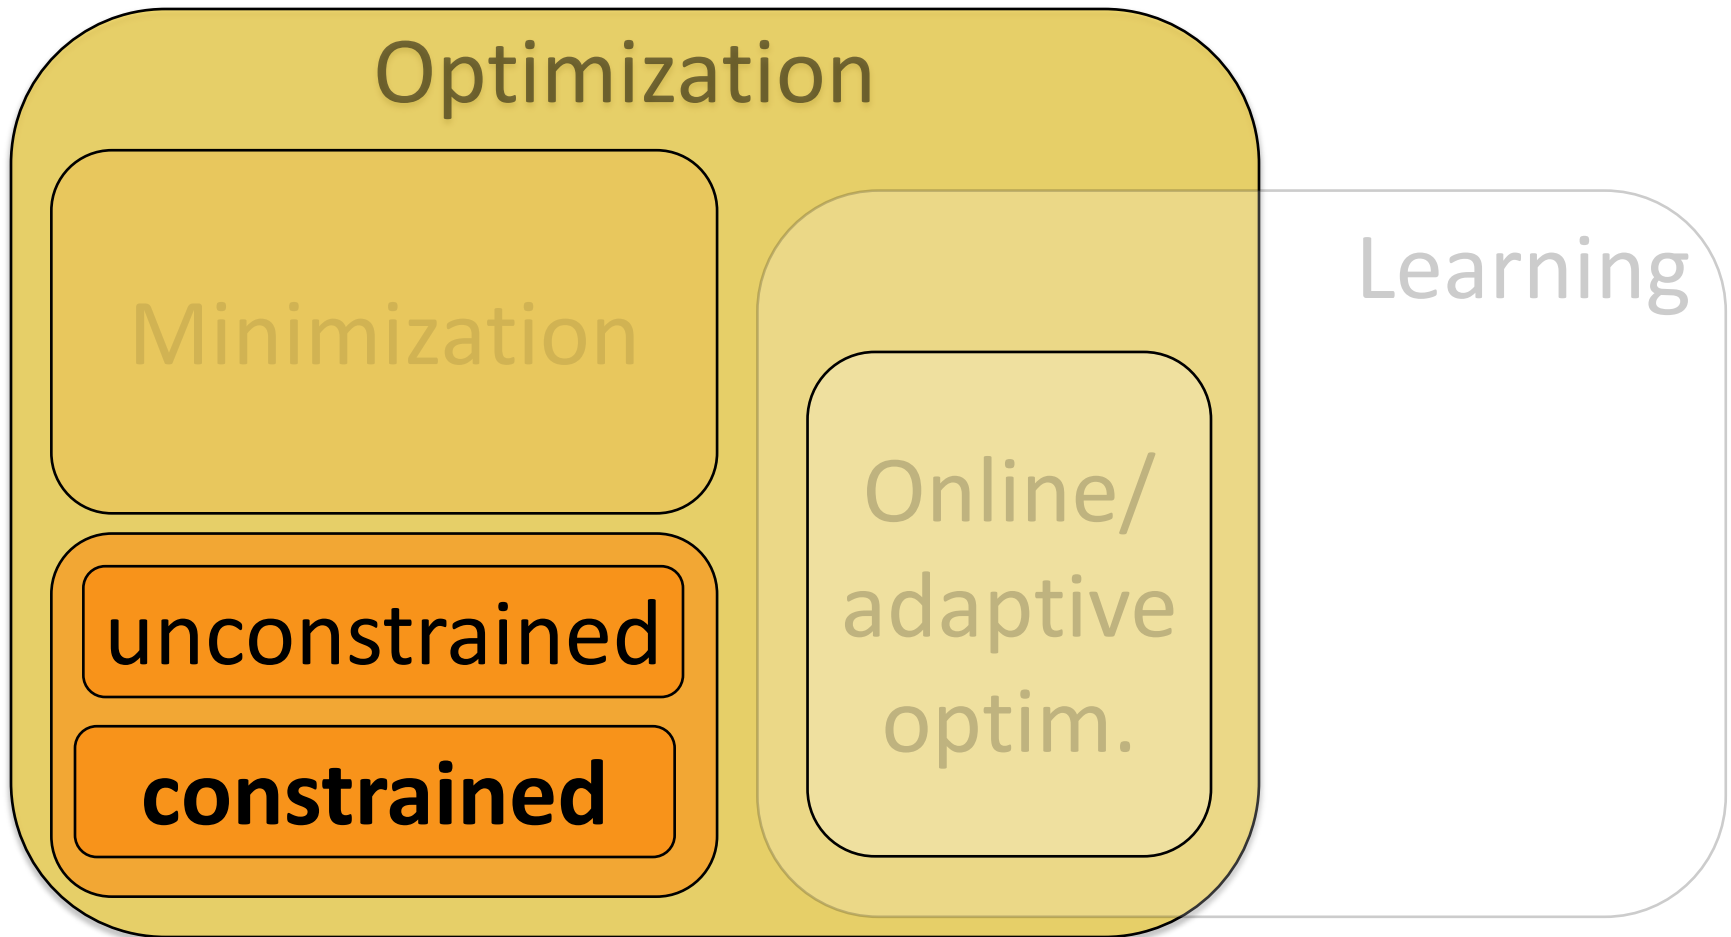 Optimization
Learning
Minimization
Online/
adaptive
optim.
unconstrained
constrained